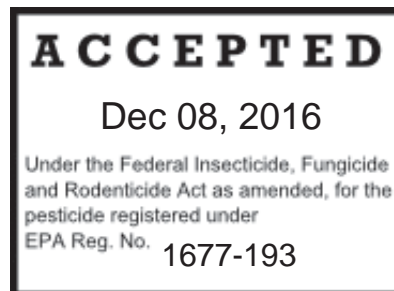 ACCEPTED
Dec 08, 2016
Under the Federal Insecticide, Fungicide
and Rodenticide Act as amended, for the
pesticide registered under
EPA Reg. No. 1677-193